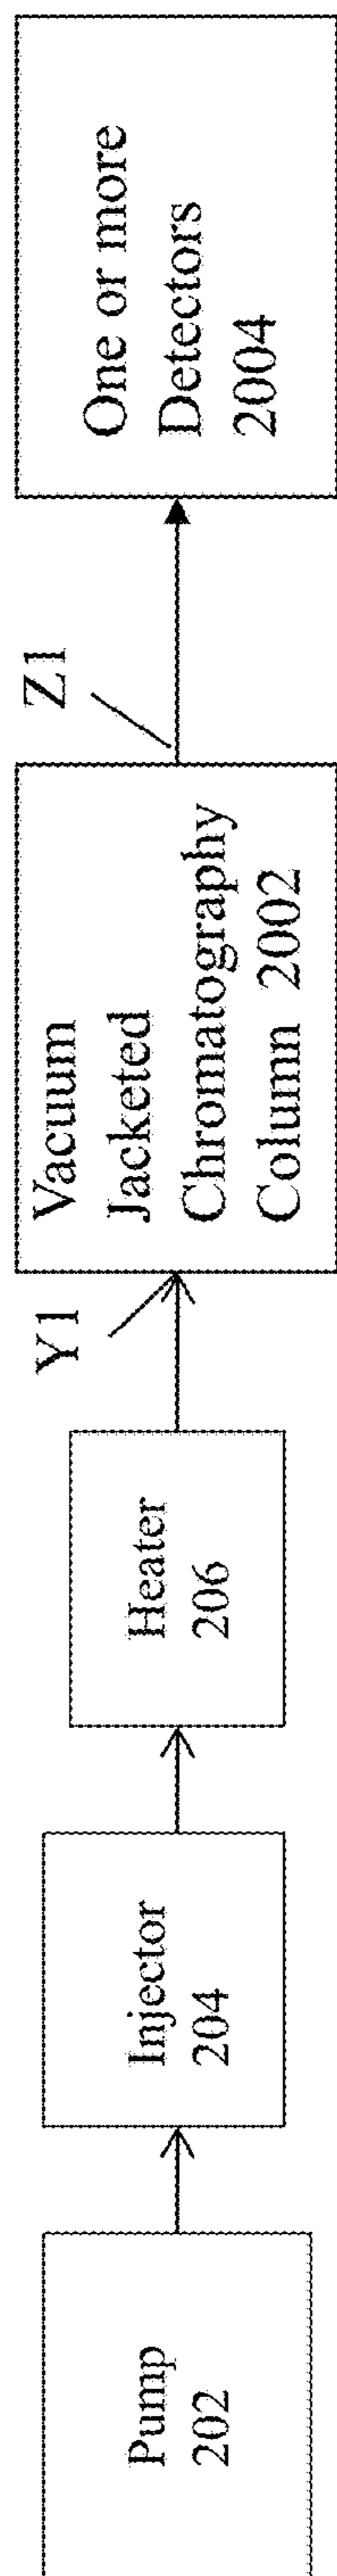 Pump
202
Injector
204
Heater
206
Y1
Vacuum
Jacketed
Chromatography
Column 2002
Z1
One or more
Detectors
2004